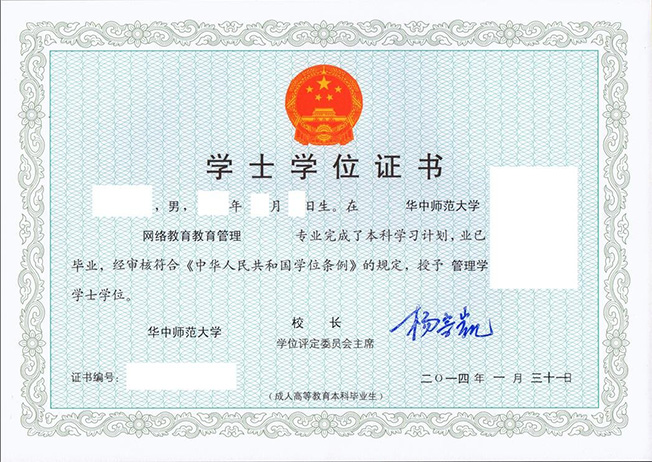 学士学位证书
，男，年月日生。在 华中师范大学
网络教育教育管理 专业完成了本科学习计划，业已
毕业，经审核符合《中华人民共和国学位条例》的规定，授予 管理学
学士学位。
华中师范大学
校 长
学位评定委员会主席
杨宗凯
证书编号：
二〇一四年 一月三十一日
（成人高等教育本科毕业生）